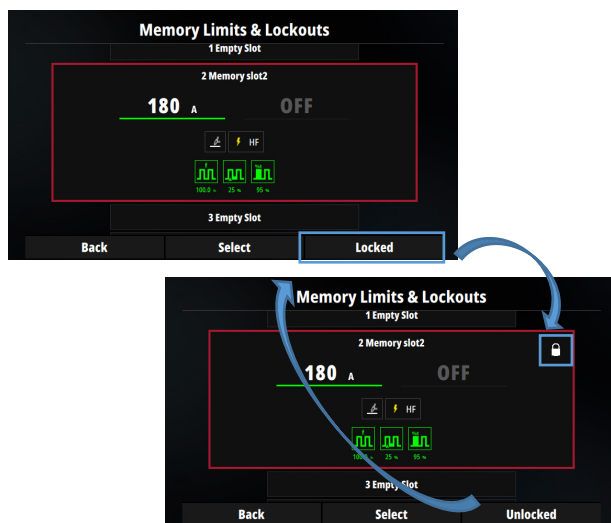 Memory Limits & Lockouts
1 Empty Slot
2 Memory slot2
180 A OFF
HF
100.0 25 % 95 %
3 Empty Slot
Back Select Locked
Memory Limits & Lockouts
1 Empty Slot
2 Memory slot2
180 A OFF
HF
25 % 95 %
3 Empty Slot
Back Select Unlocked